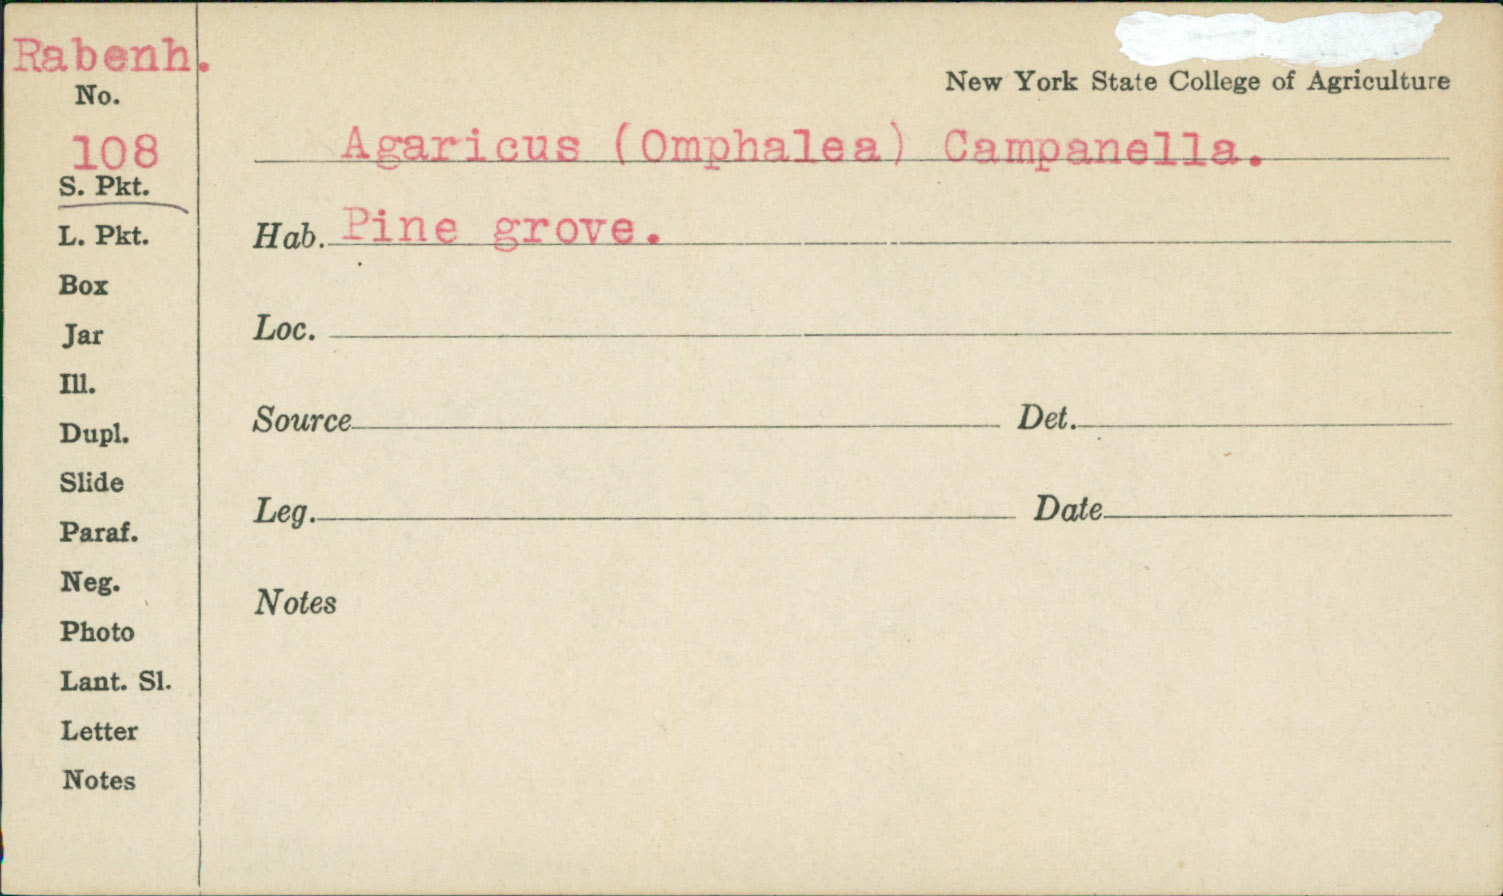 Rabenh.
No.
108
S. Pkt.
L. Pkt.
Box
Jar
Ill.
Dupl.
Slide
Paraf.
Neg.
Photo
Lant. Sl.
Letter
Notes
New York State College of Agriculture
Agaricus (Omphalea) Campanella.
Hab. Pine grove.
Loc.
Source Det.
Leg. Date
Notes